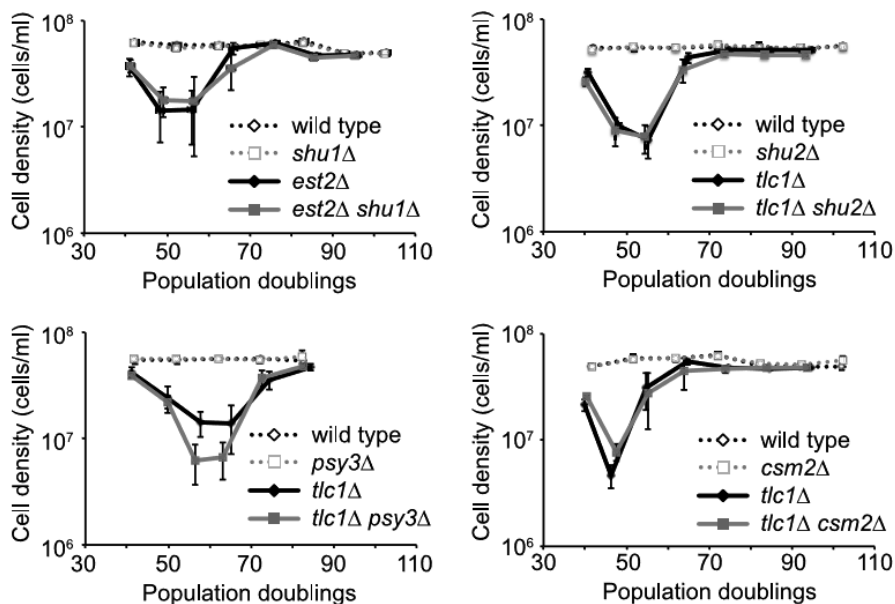 Cell density (cells/ml)
10⁸
10⁷
10⁶
wild type
shu1Δ
est2Δ
est2Δ shu1Δ
30 50 70 90 110
Population doublings
Cell density (cells/ml)
10⁸
10⁷
10⁶
wild type
shu2Δ
tlc1Δ
tlc1Δ shu2Δ
30 50 70 90 110
Population doublings
Cell density (cells/ml)
10⁸
10⁷
10⁶
wild type
psy3Δ
tlc1Δ
tlc1Δ psy3Δ
30 50 70 90 110
Population doublings
Cell density (cells/ml)
10⁸
10⁷
10⁶
wild type
csm2Δ
tlc1Δ
tlc1Δ csm2Δ
30 50 70 90 110
Population doublings